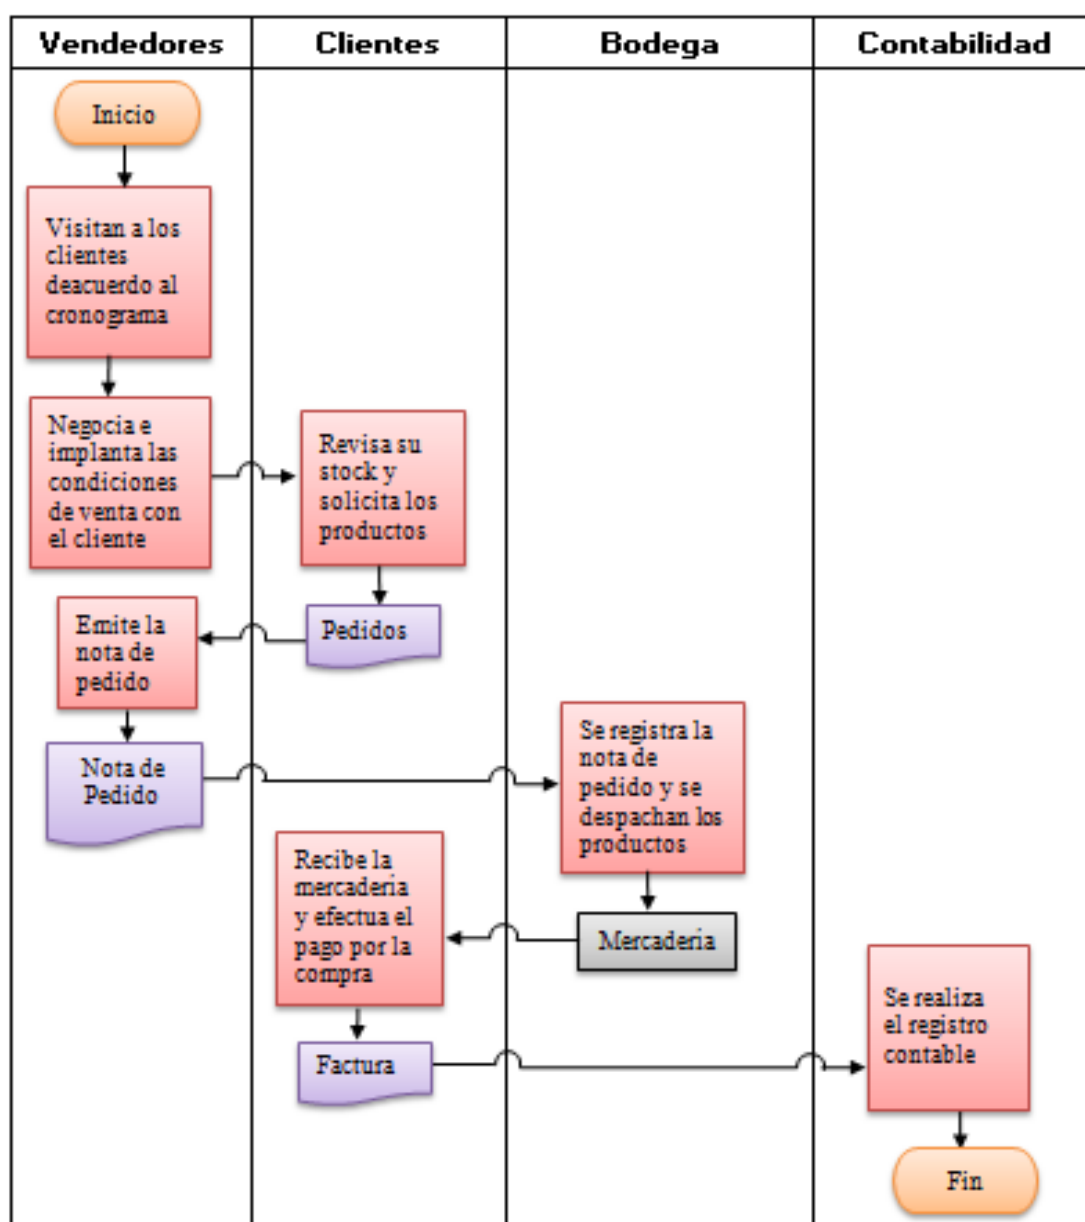 Vendedores
Clientes
Bodega
Contabilidad
Inicio
Visitan a los
clientes
deacuerdo al
cronograma
Negocia e
implanta las
condiciones
de venta con
el cliente
Revisa su
stock y
solicita los
productos
Pedidos
Emite la
nota de
pedido
Nota de
Pedido
Se registra la
nota de
pedido y se
despachan los
productos
Mercaderia
Recibe la
mercaderia
y efectua el
pago por la
compra
Factura
Se realiza
el registro
contable
Fin